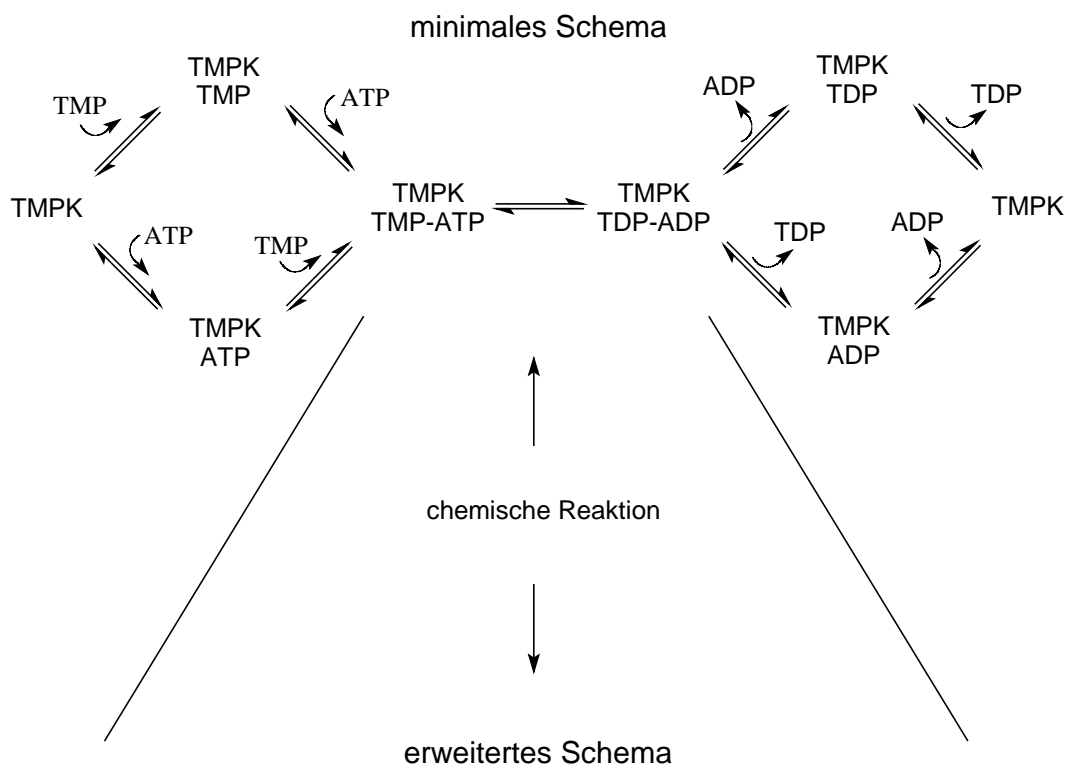 minimales Schema
TMPK
TMP
TMP
ATP
TMPK
TMPK
TMP-ATP
ATP
TMP
TMPK
ATP
TMPK
TDP
ADP
TDP
TMPK
TDP-ADP
TMPK
TDP
ADP
TMPK
ADP
chemische Reaktion
erweitertes Schema